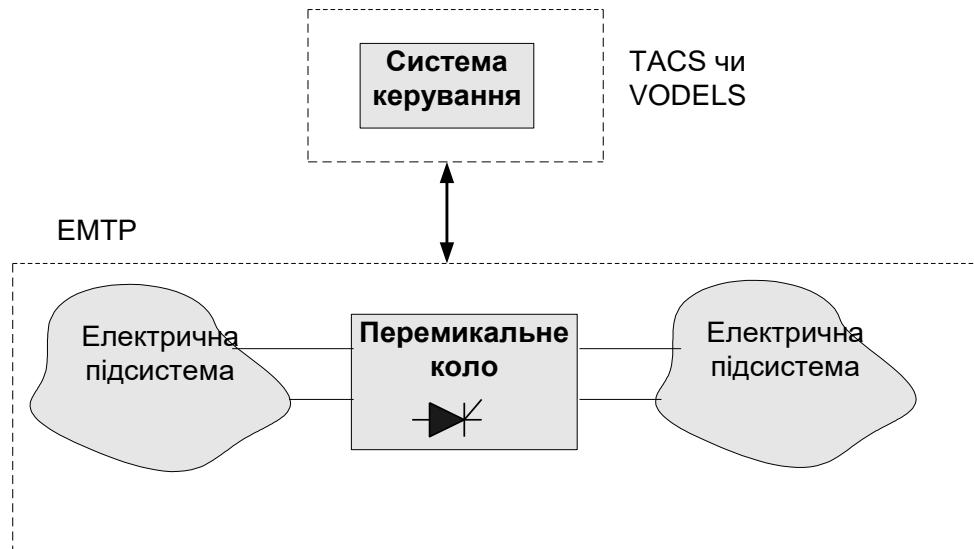 Система
керування
TACS чи
VODELS
EMTP
Електрична
підсистема
Перемикальне
коло
Електрична
підсистема